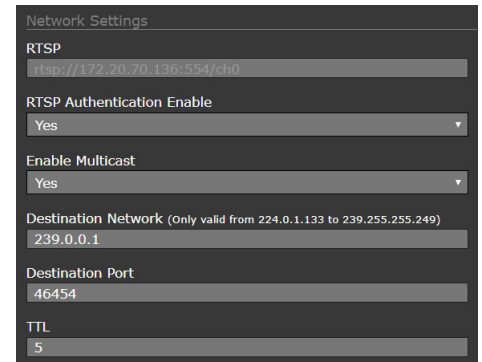 Network Settings
RTSP
rtsp://172.20.70.136:554/ch0
RTSP Authentication Enable
Yes
Enable Multicast
Yes
Destination Network (Only valid from 224.0.1.133 to 239.255.255.249)
239.0.0.1
Destination Port
46454
TTL
5